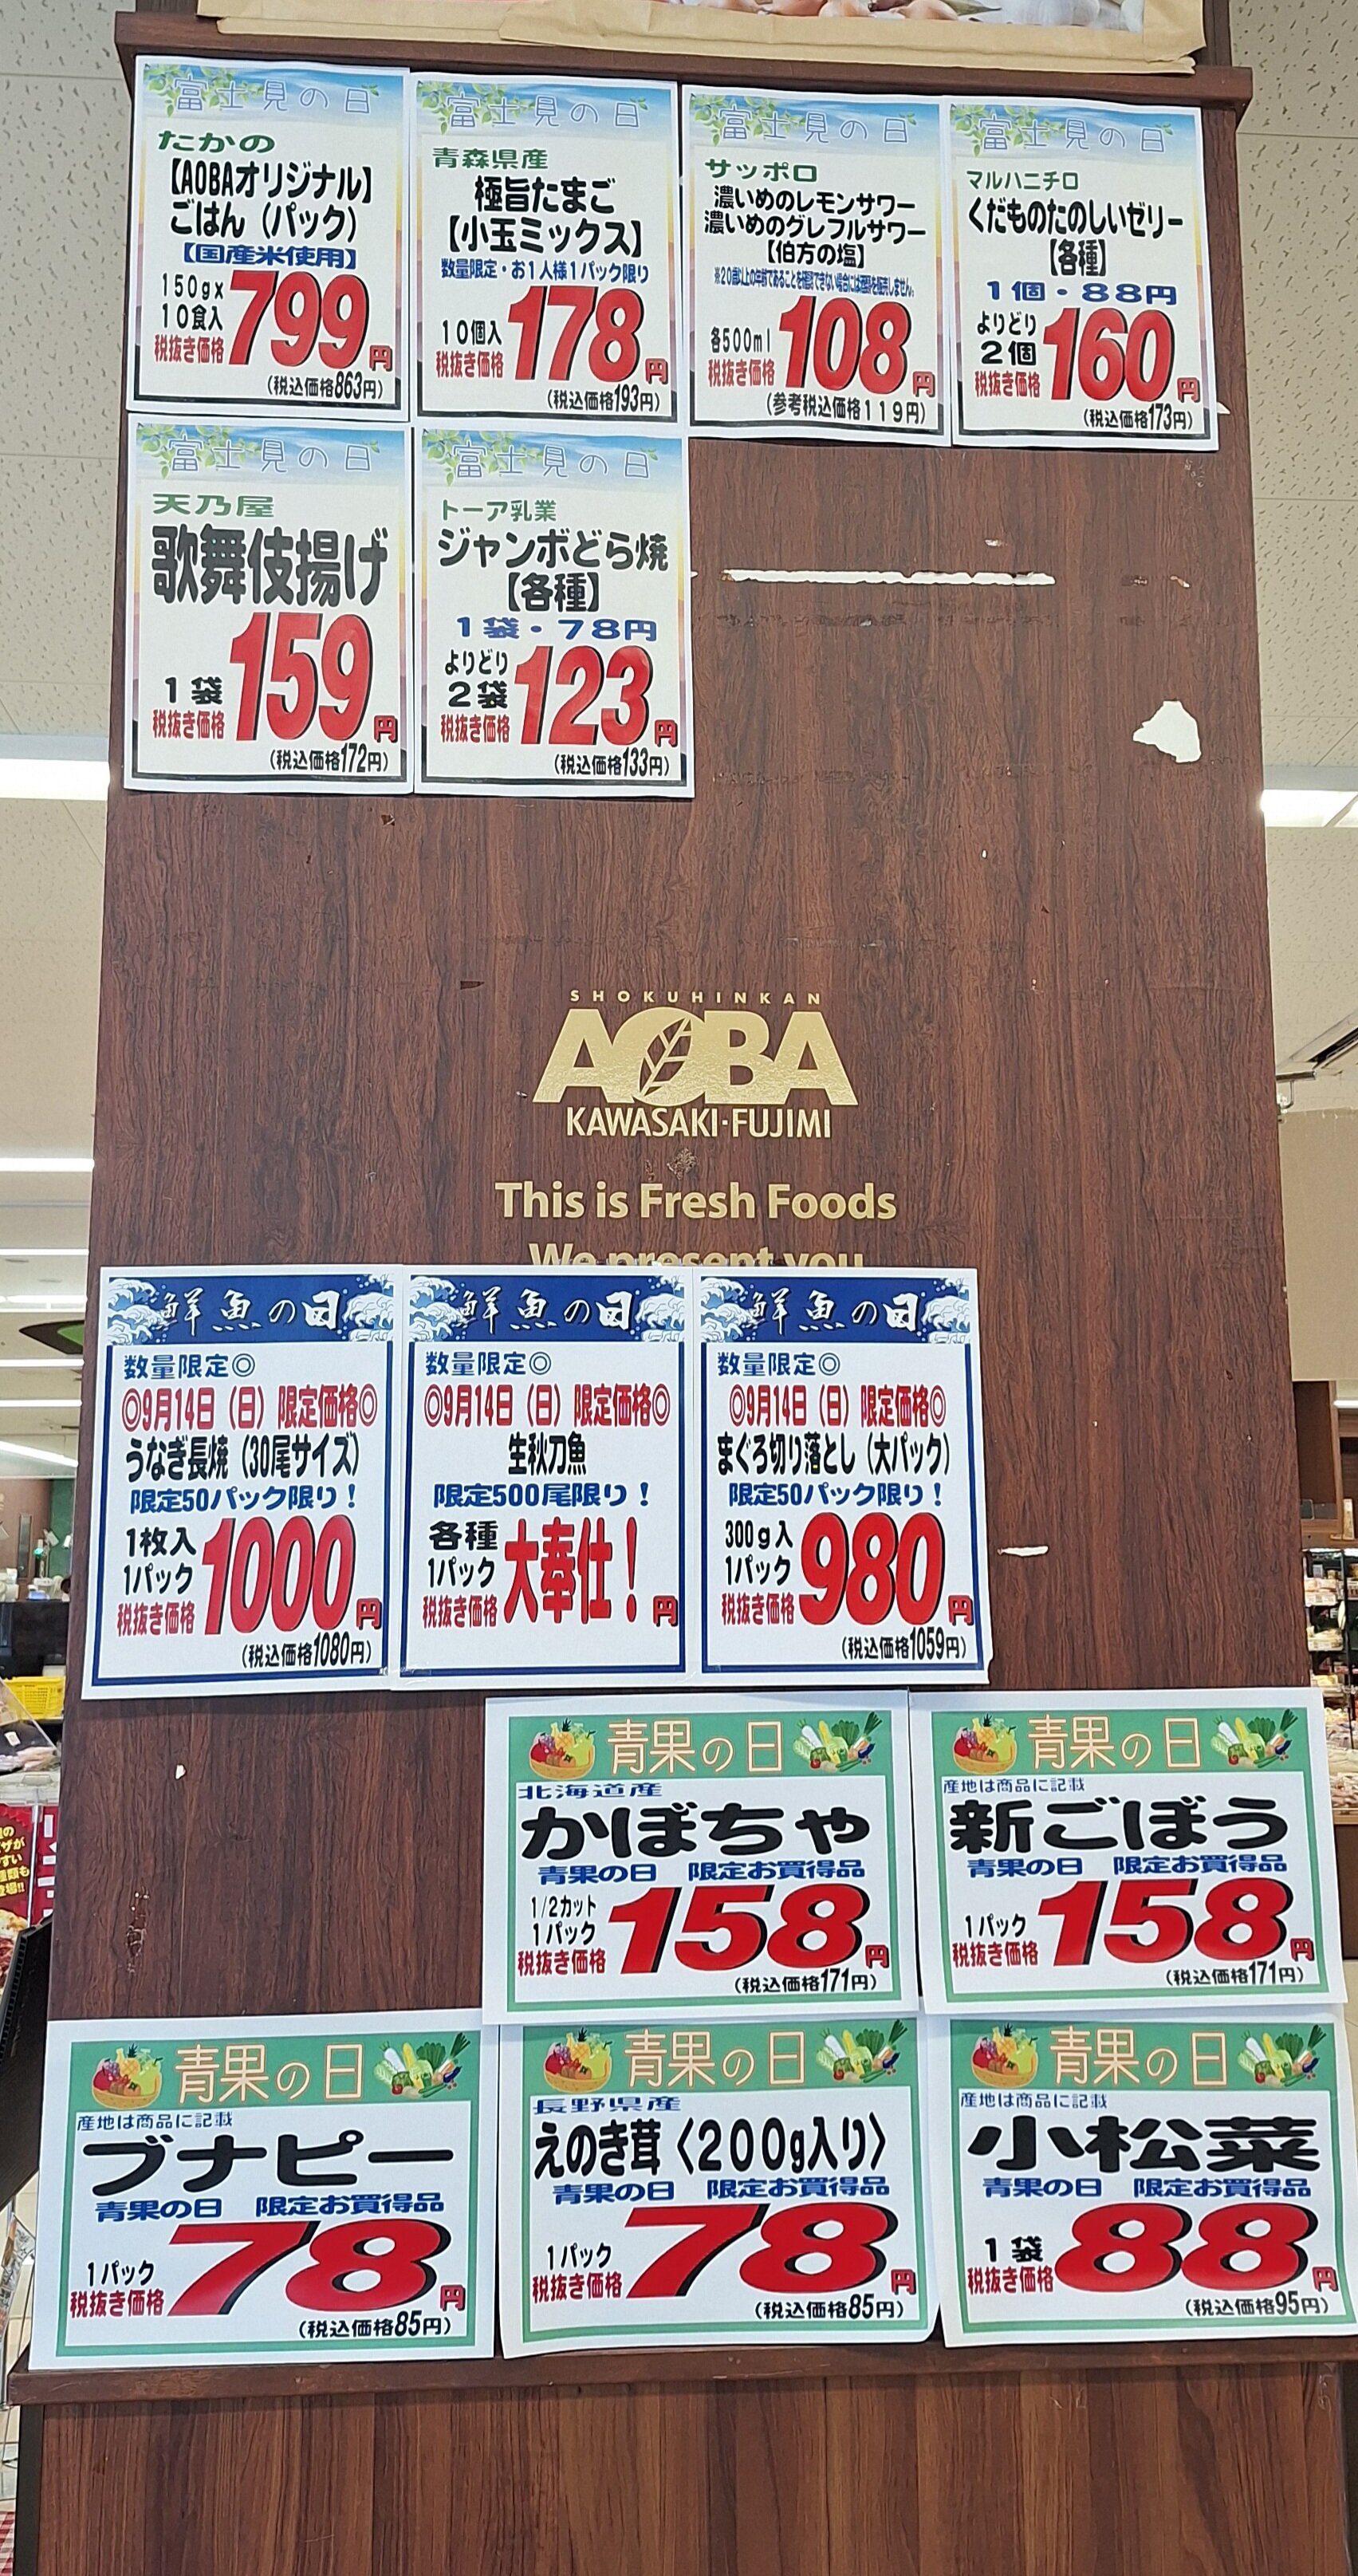 富士見の日
たかの
【AOBAオリジナル】
ごはん（パック）
【国産米使用】
150gx
10食入
税抜き価格
799円
（税込価格863円）
富士見の日
青森県産
極旨たまご
【小玉ミックス】
数量限定・お1人様1パック限り
10個入
税抜き価格
178円
（税込価格193円）
富士見の日
サッポロ
濃いめのレモンサワー
濃いめのグレフルサワー
【伯方の塩】
※20歳以上の年齢であることを確認できない場合には酒類を販売しません。
各500ml
税抜き価格
108円
（参考税込価格119円）
富士見の日
マルハニチロ
くだものたのしいゼリー
【各種】
1個・88円
よりどり
2個
税抜き価格
160円
（税込価格173円）
富士見の日
天乃屋
歌舞伎揚げ
1袋
税抜き価格
159円
（税込価格172円）
富士見の日
トーア乳業
ジャンボどら焼
【各種】
1袋・78円
よりどり
2袋
税抜き価格
123円
（税込価格133円）
SHOKUHINKAN
AOBA
KAWASAKI・FUJIMI
This is Fresh Foods
We present you
鮮魚の日
数量限定◎
◎9月14日（日）限定価格◎
うなぎ長焼（30尾サイズ）
限定50パック限り！
1枚入
1パック
税抜き価格
1000円
（税込価格1080円）
鮮魚の日
数量限定◎
◎9月14日（日）限定価格◎
生秋刀魚
限定500尾限り！
各種
1パック
税抜き価格
大奉仕！円
鮮魚の日
数量限定◎
◎9月14日（日）限定価格◎
まぐろ切り落とし（大パック）
限定50パック限り！
300g入
1パック
税抜き価格
980円
（税込価格1059円）
青果の日
北海道産
かぼちゃ
青果の日　限定お買得品
1/2カット
1パック
税抜き価格
158円
（税込価格171円）
青果の日
産地は商品に記載
新ごぼう
青果の日　限定お買得品
1パック
税抜き価格
158円
（税込価格171円）
青果の日
産地は商品に記載
ブナピー
青果の日　限定お買得品
1パック
税抜き価格
78円
（税込価格85円）
青果の日
長野県産
えのき茸〈200g入り〉
青果の日　限定お買得品
1パック
税抜き価格
78円
（税込価格85円）
青果の日
産地は商品に記載
小松菜
青果の日　限定お買得品
1袋
税抜き価格
88円
（税込価格95円）